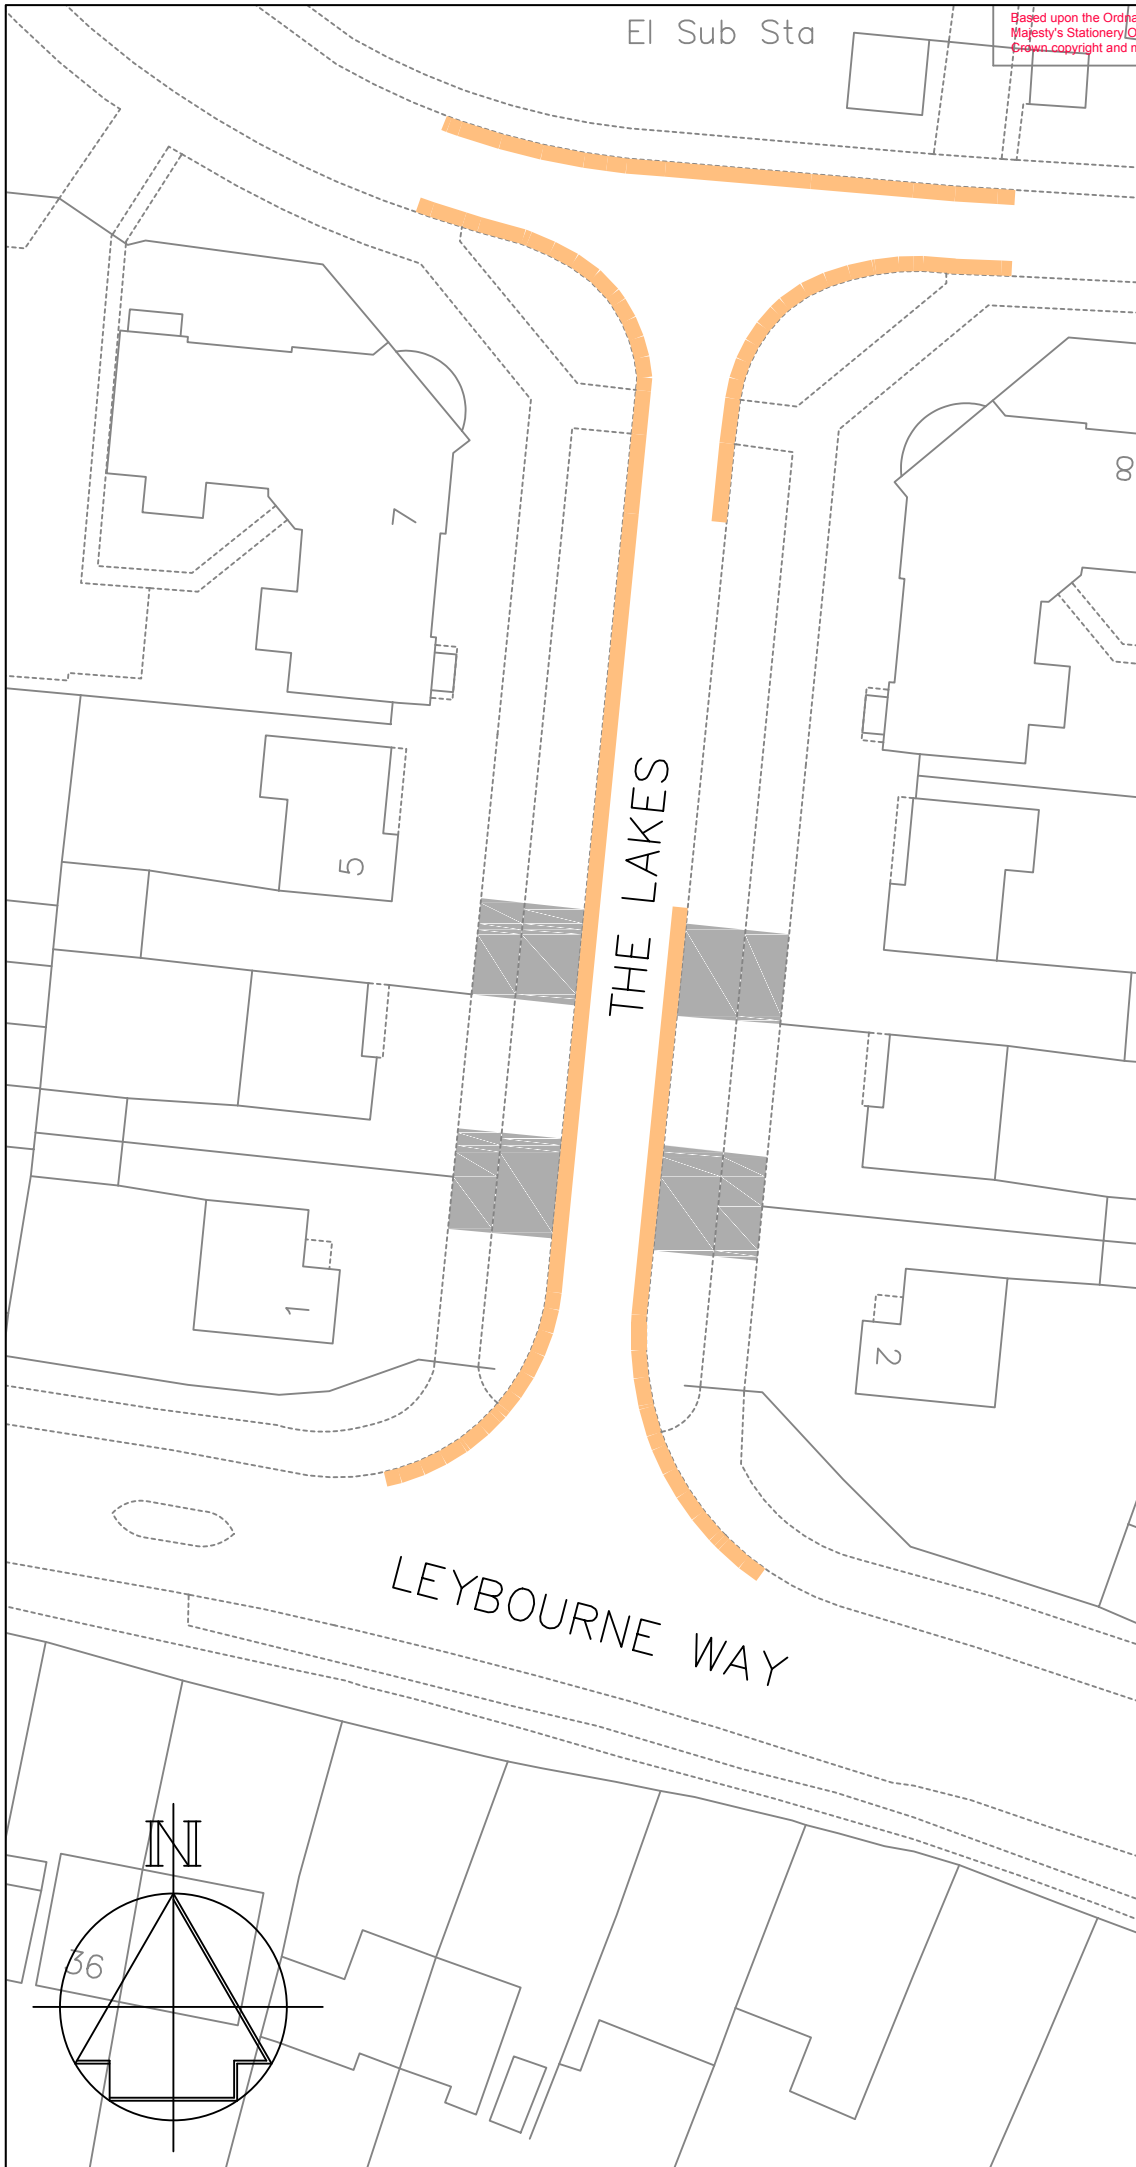 El Sub Sta
Based upon the Ordna
Majesty's Stationery O
Crown copyright and m
8
7
5
THE LAKES
1
2
LEYBOURNE WAY
N
36